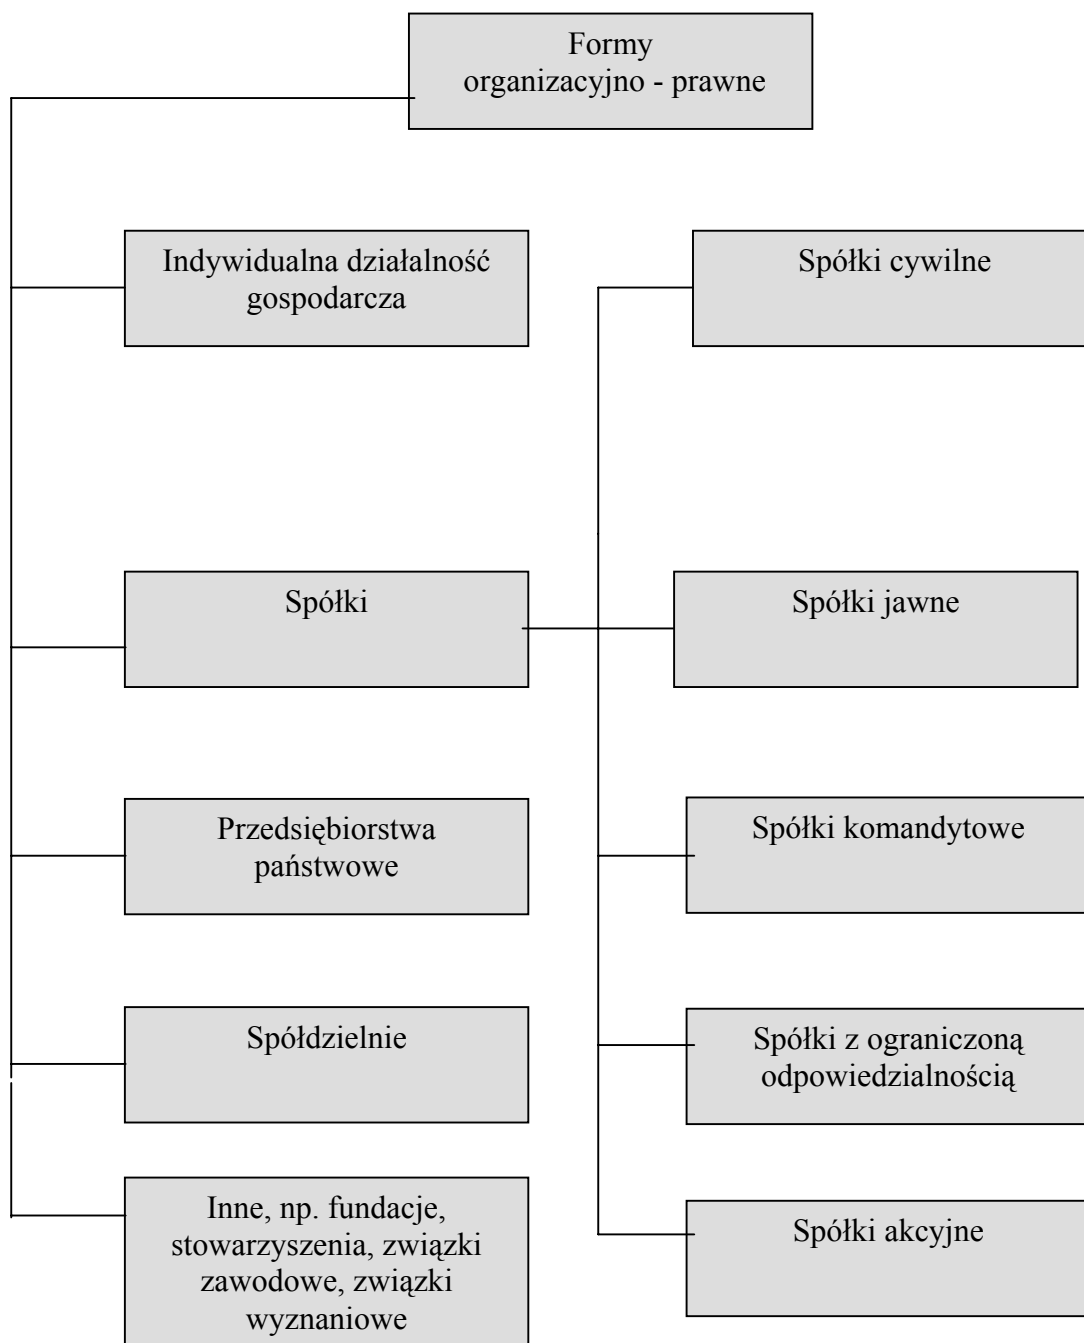 Formy
organizacyjno - prawne
Indywidualna działalność
gospodarcza
Spółki cywilne
Spółki
Spółki jawne
Przedsiębiorstwa
państwowe
Spółki komandytowe
Spółdzielnie
Spółki z ograniczoną
odpowiedzialnością
Inne, np. fundacje,
stowarzyszenia, związki
zawodowe, związki
wyznaniowe
Spółki akcyjne